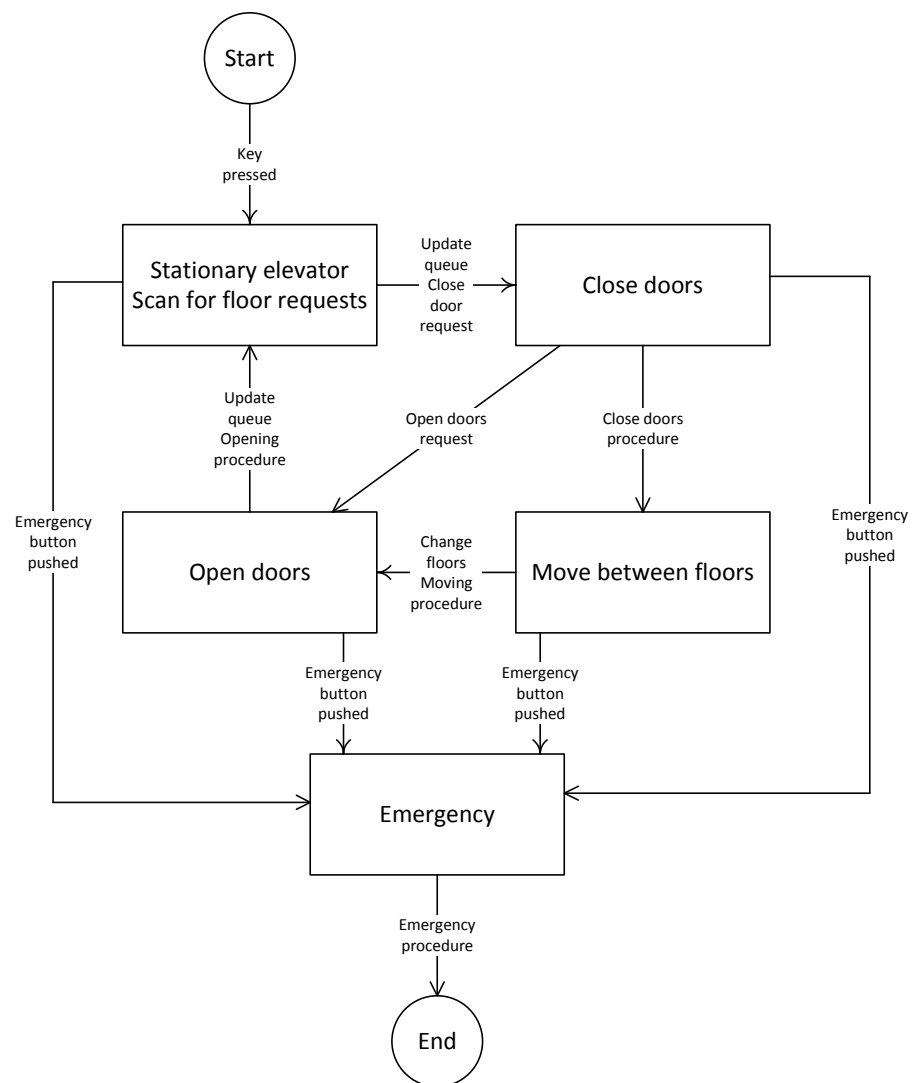 Start
Key
pressed
Stationary elevator
Scan for floor requests
Update
queue
Close
door
request
Close doors
Update
queue
Opening
procedure
Open doors
request
Close doors
procedure
Emergency
button
pushed
Open doors
Change
floors
Moving
procedure
Move between floors
Emergency
button
pushed
Emergency
button
pushed
Emergency
button
pushed
Emergency
Emergency
procedure
End